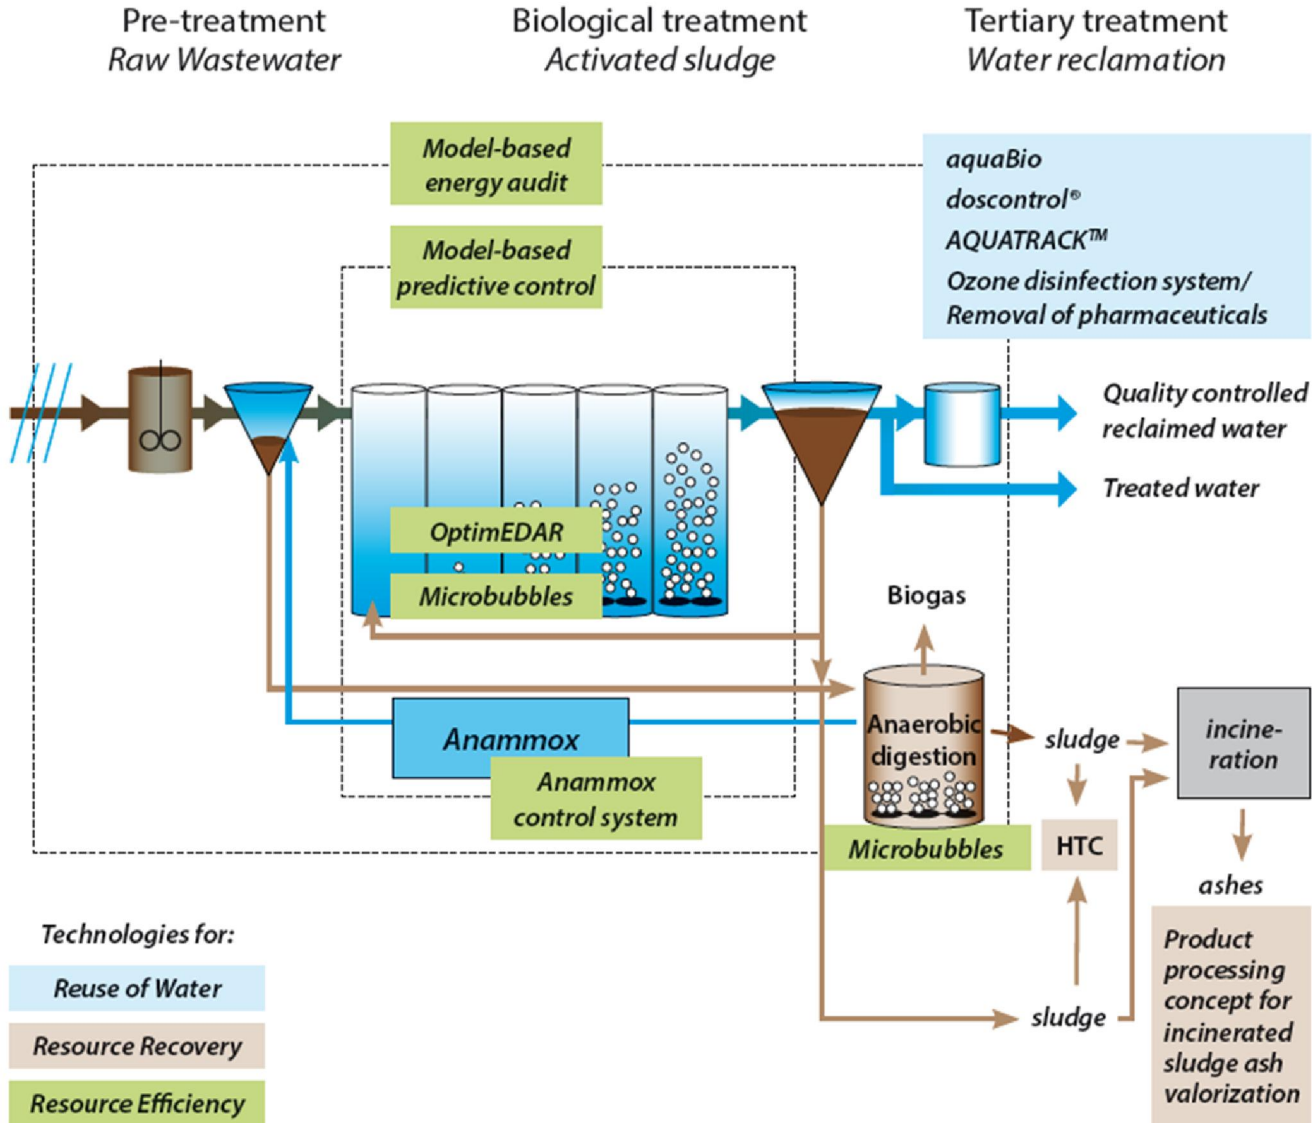 Pre-treatment
Raw Wastewater
Biological treatment
Activated sludge
Tertiary treatment
Water reclamation
Model-based
energy audit
Model-based
predictive control
aquaBio
doscontrol®
AQUATRACK™
Ozone disinfection system/
Removal of pharmaceuticals
Quality controlled
reclaimed water
Treated water
OptimEDAR
Microbubbles
Biogas
Anaerobic
digestion
Anammox
Anammox
control system
Microbubbles
sludge
incine-
ration
HTC
ashes
sludge
Product
processing
concept for
incinerated
sludge ash
valorization
Technologies for:
Reuse of Water
Resource Recovery
Resource Efficiency